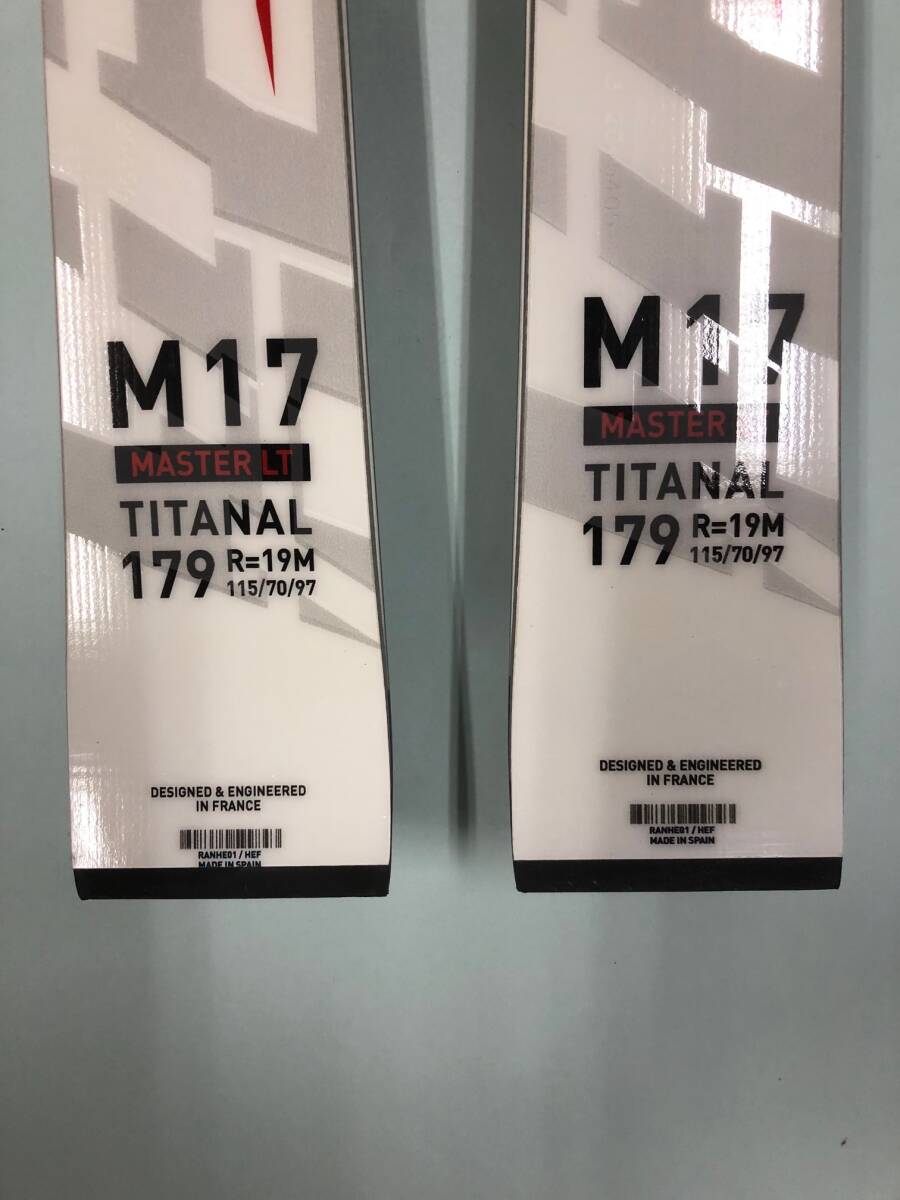 M17
MASTER LT
TITANAL
179 R=19M
115/70/97
DESIGNED & ENGINEERED
IN FRANCE
RANHE01 / HEF
MADE IN SPAIN
M17
MASTER
TITANAL
179 R=19M
115/70/97
DESIGNED & ENGINEERED
IN FRANCE
RANHE01 / HEF
MADE IN SPAIN